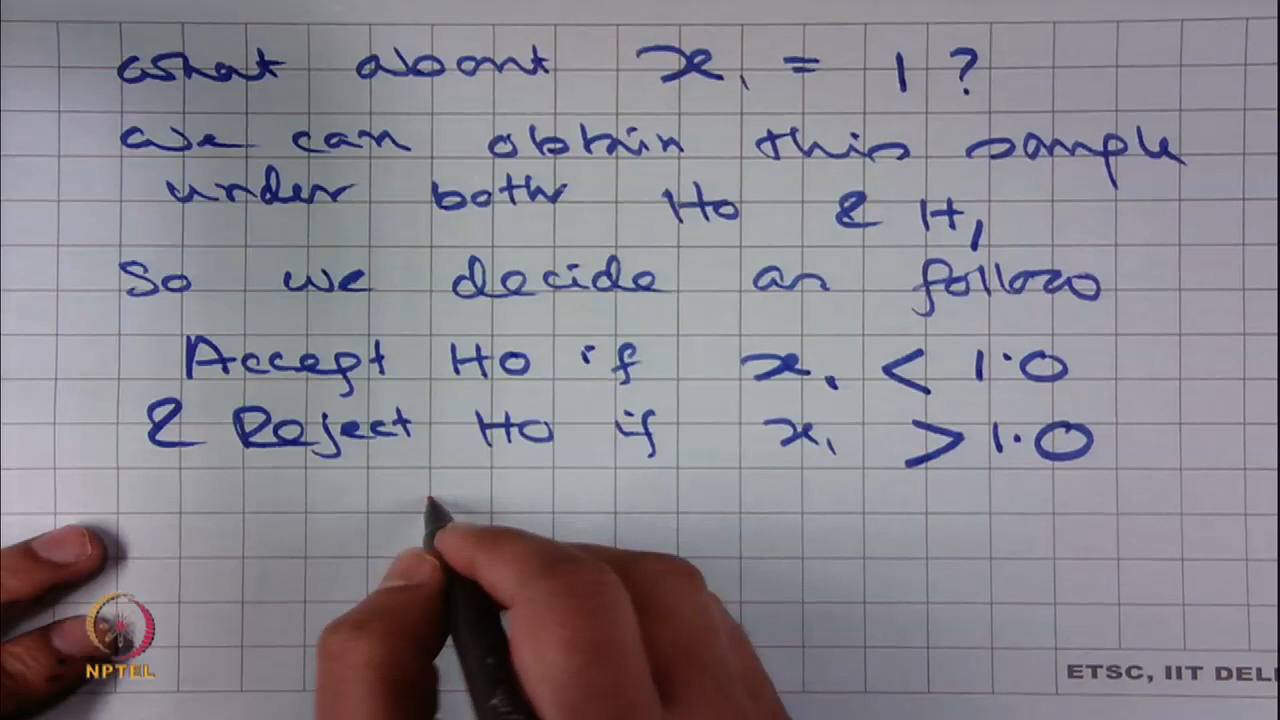 what about x₁ = 1 ?
we can obtain this sample
under both H0 & H₁
So we decide as follow
Accept H0 if x₁ < 1.0
& Reject H0 if x₁ > 1.0
NPTEL
ETSC, IIT DEL